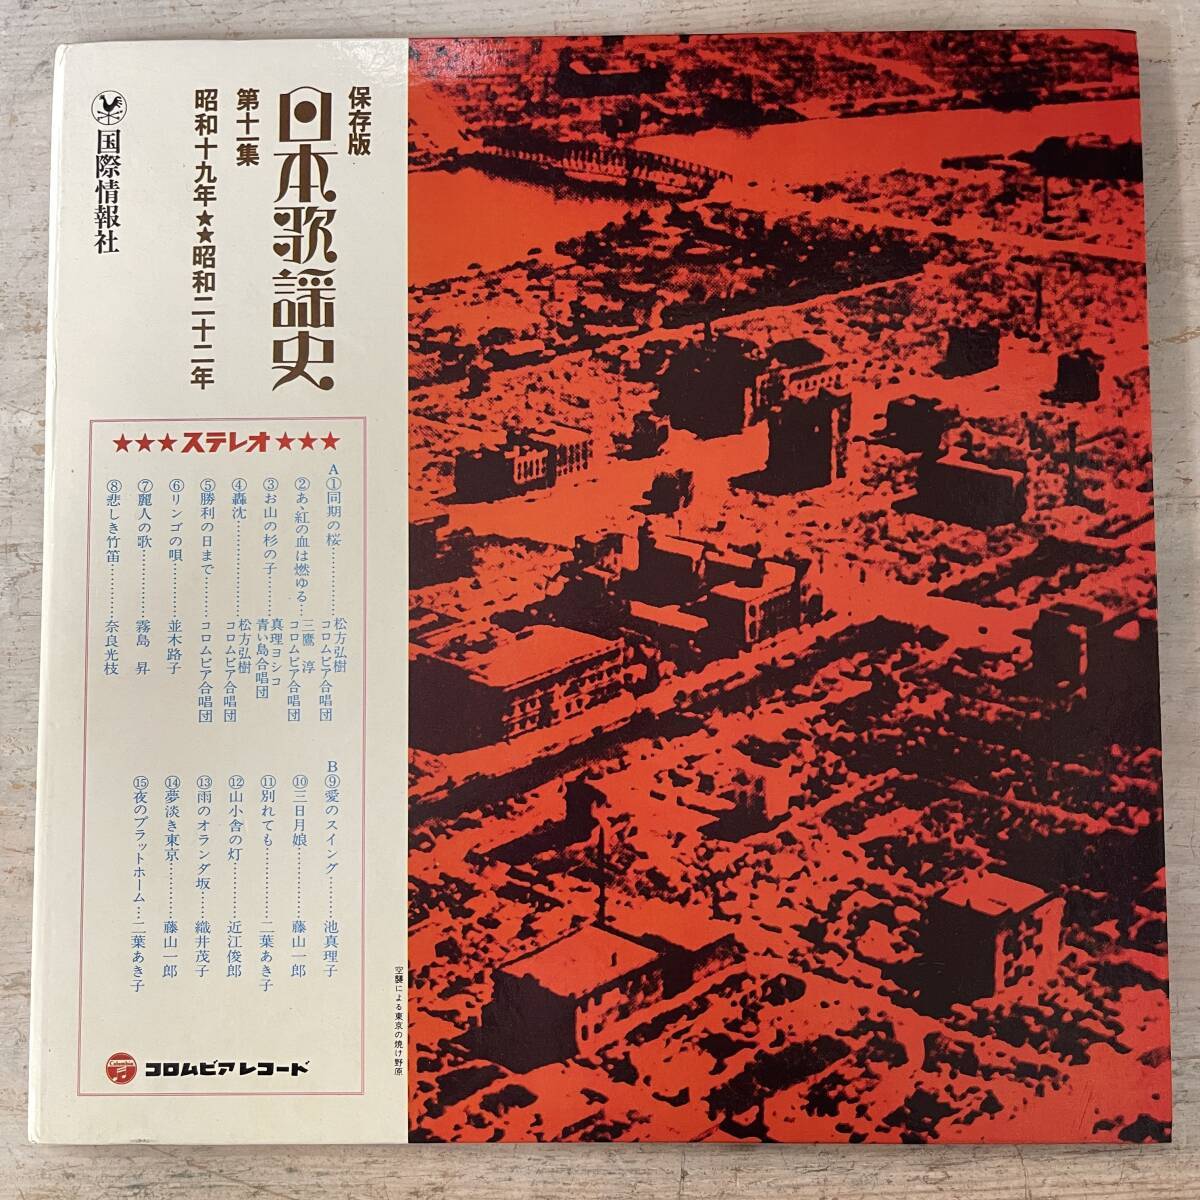 保存版
日本歌謡史
第十一集
昭和十九年★★昭和二十二年
国際情報社
★★★ステレオ★★★
A
①同期の桜…………松方弘樹
コロムビア合唱団
②あゝ紅の血は燃ゆる…三鷹 淳
コロムビア合唱団
③お山の杉の子…………真理ヨシコ
青い鳥合唱団
④轟沈…………松方弘樹
コロムビア合唱団
⑤勝利の日まで………コロムビア合唱団
⑥リンゴの唄…………並木路子
⑦麗人の歌…………霧島 昇
⑧悲しき竹笛…………奈良光枝
B
⑨愛のスイング………池真理子
⑩三日月娘…………藤山一郎
⑪別れても…………二葉あき子
⑫山小舎の灯…………近江俊郎
⑬雨のオランダ坂……織井茂子
⑭夢淡き東京…………藤山一郎
⑮夜のプラットホーム…二葉あき子
Columbia
コロムビアレコード
空襲による東京の焼け野原